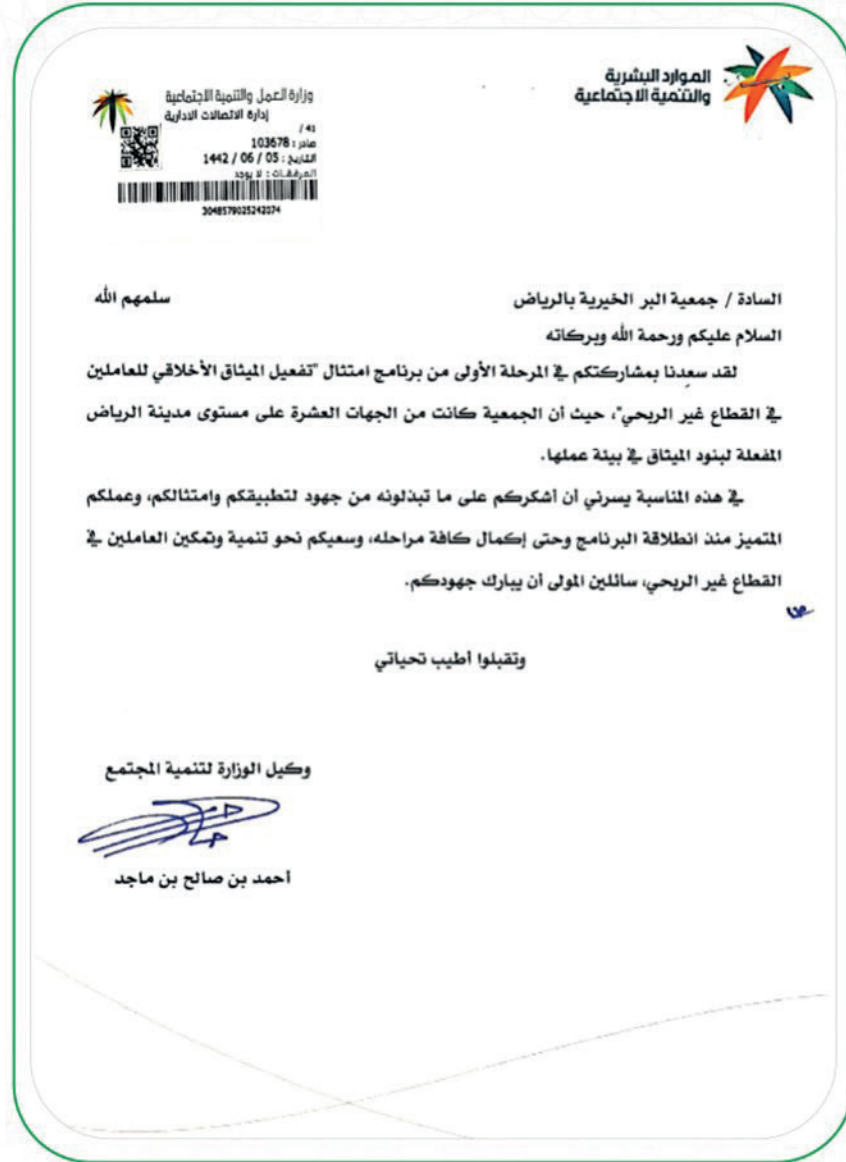 الموارد البشرية
والتنمية الاجتماعية
وزارة العمل والتنمية الاجتماعية
إدارة الاتصالات الادارية
41 /
صادر : 103678
التاريخ : 05 / 06 / 1442
المرفقات : لا يوجد
3048579025242074
السادة / جمعية البر الخيرية بالرياض سلمهم الله
السلام عليكم ورحمة الله وبركاته
لقد سعدنا بمشاركتكم في المرحلة الأولى من برنامج امتثال "تفعيل الميثاق الأخلاقي للعاملين
في القطاع غير الربحي"، حيث أن الجمعية كانت من الجهات العشرة على مستوى مدينة الرياض
المفعلة لبنود الميثاق في بيئة عملها.
في هذه المناسبة يسرني أن أشكركم على ما تبذلونه من جهود لتطبيقكم وامتثالكم، وعملكم
المتميز منذ انطلاقة البرنامج وحتى إكمال كافة مراحله، وسعيكم نحو تنمية وتمكين العاملين في
القطاع غير الربحي، سائلين المولى أن يبارك جهودكم.
وتقبلوا أطيب تحياتي
وكيل الوزارة لتنمية المجتمع
أحمد بن صالح بن ماجد